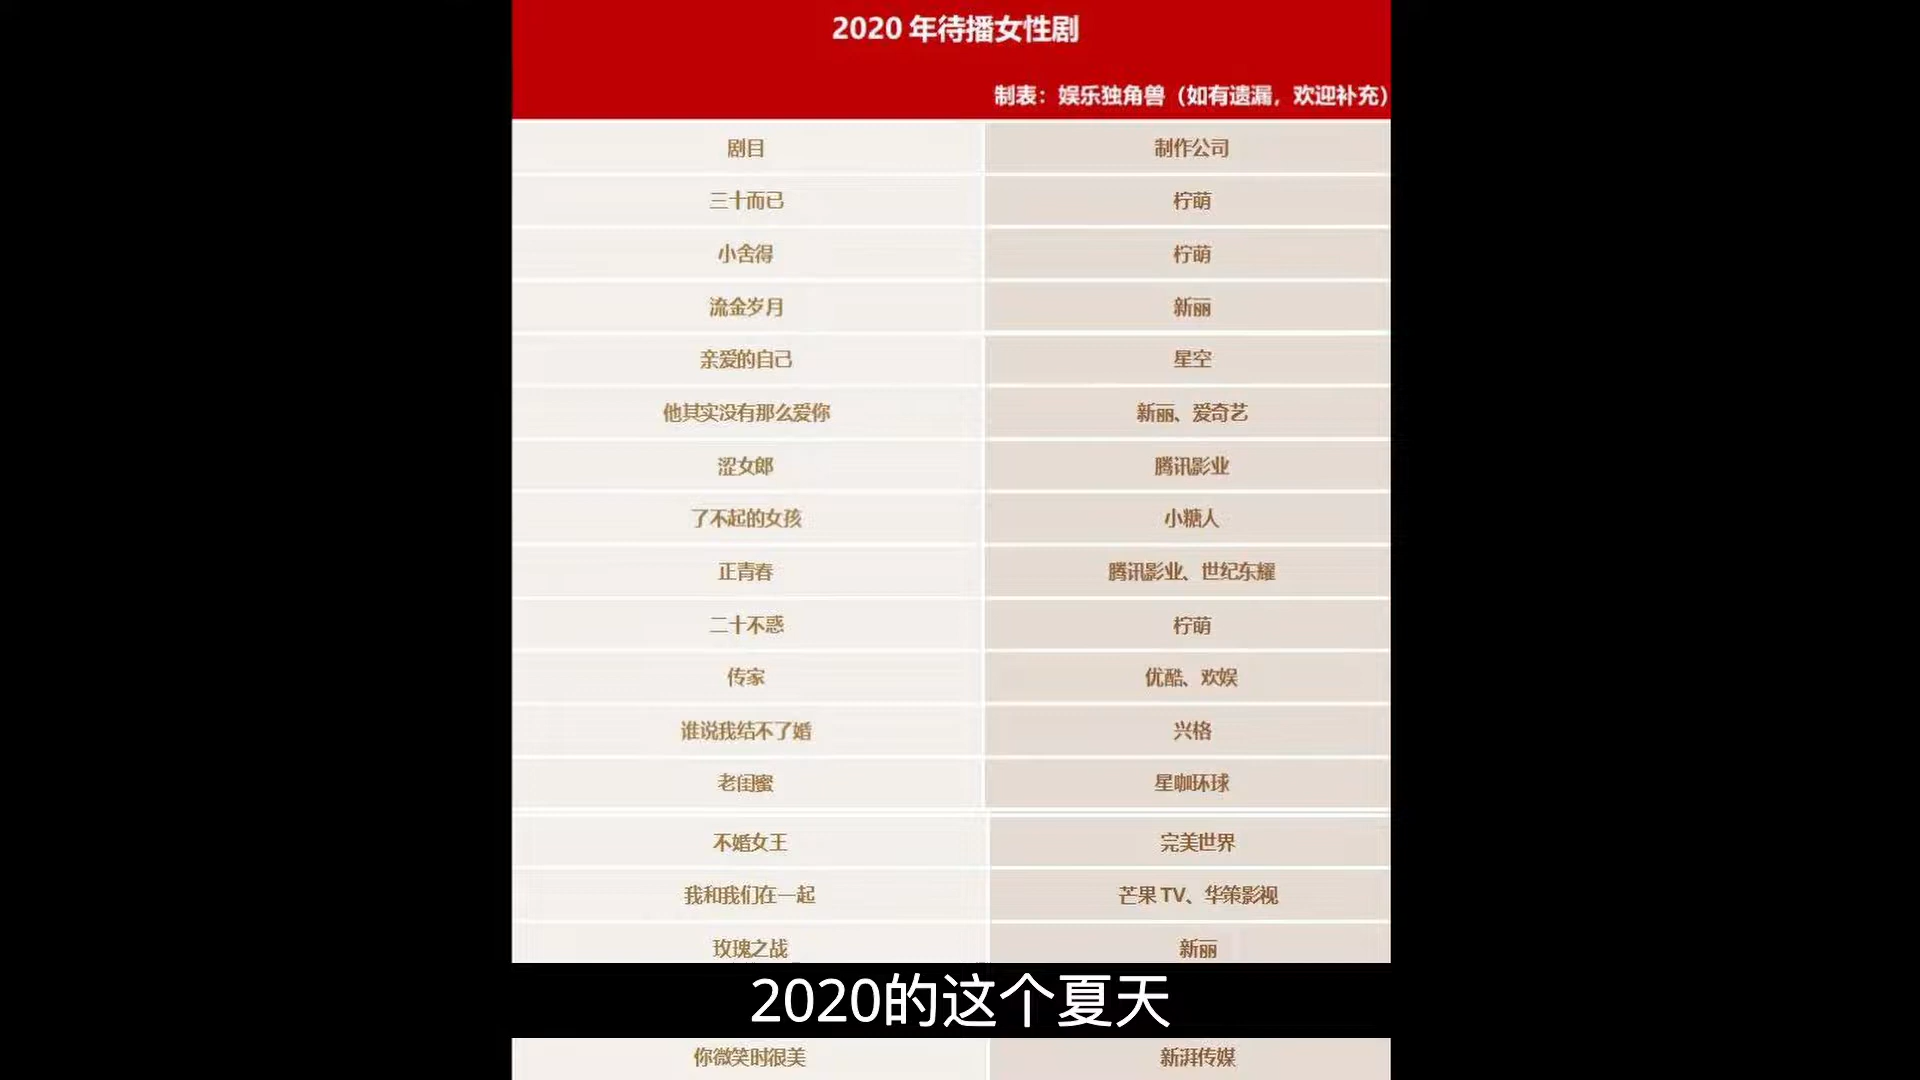 2020 年待播女性剧
制表：娱乐独角兽（如有遗漏，欢迎补充）
剧目 制作公司
三十而已 柠萌
小舍得 柠萌
流金岁月 新丽
亲爱的自己 星空
他其实没有那么爱你 新丽、爱奇艺
涩女郎 腾讯影业
了不起的女孩 小糖人
正青春 腾讯影业、世纪东耀
二十不惑 柠萌
传家 优酷、欢娱
谁说我结不了婚 兴格
老闺蜜 星咖环球
不婚女王 完美世界
我和我们在一起 芒果 TV、华策影视
玫瑰之战 新丽
2020的这个夏天
你微笑时很美 新湃传媒